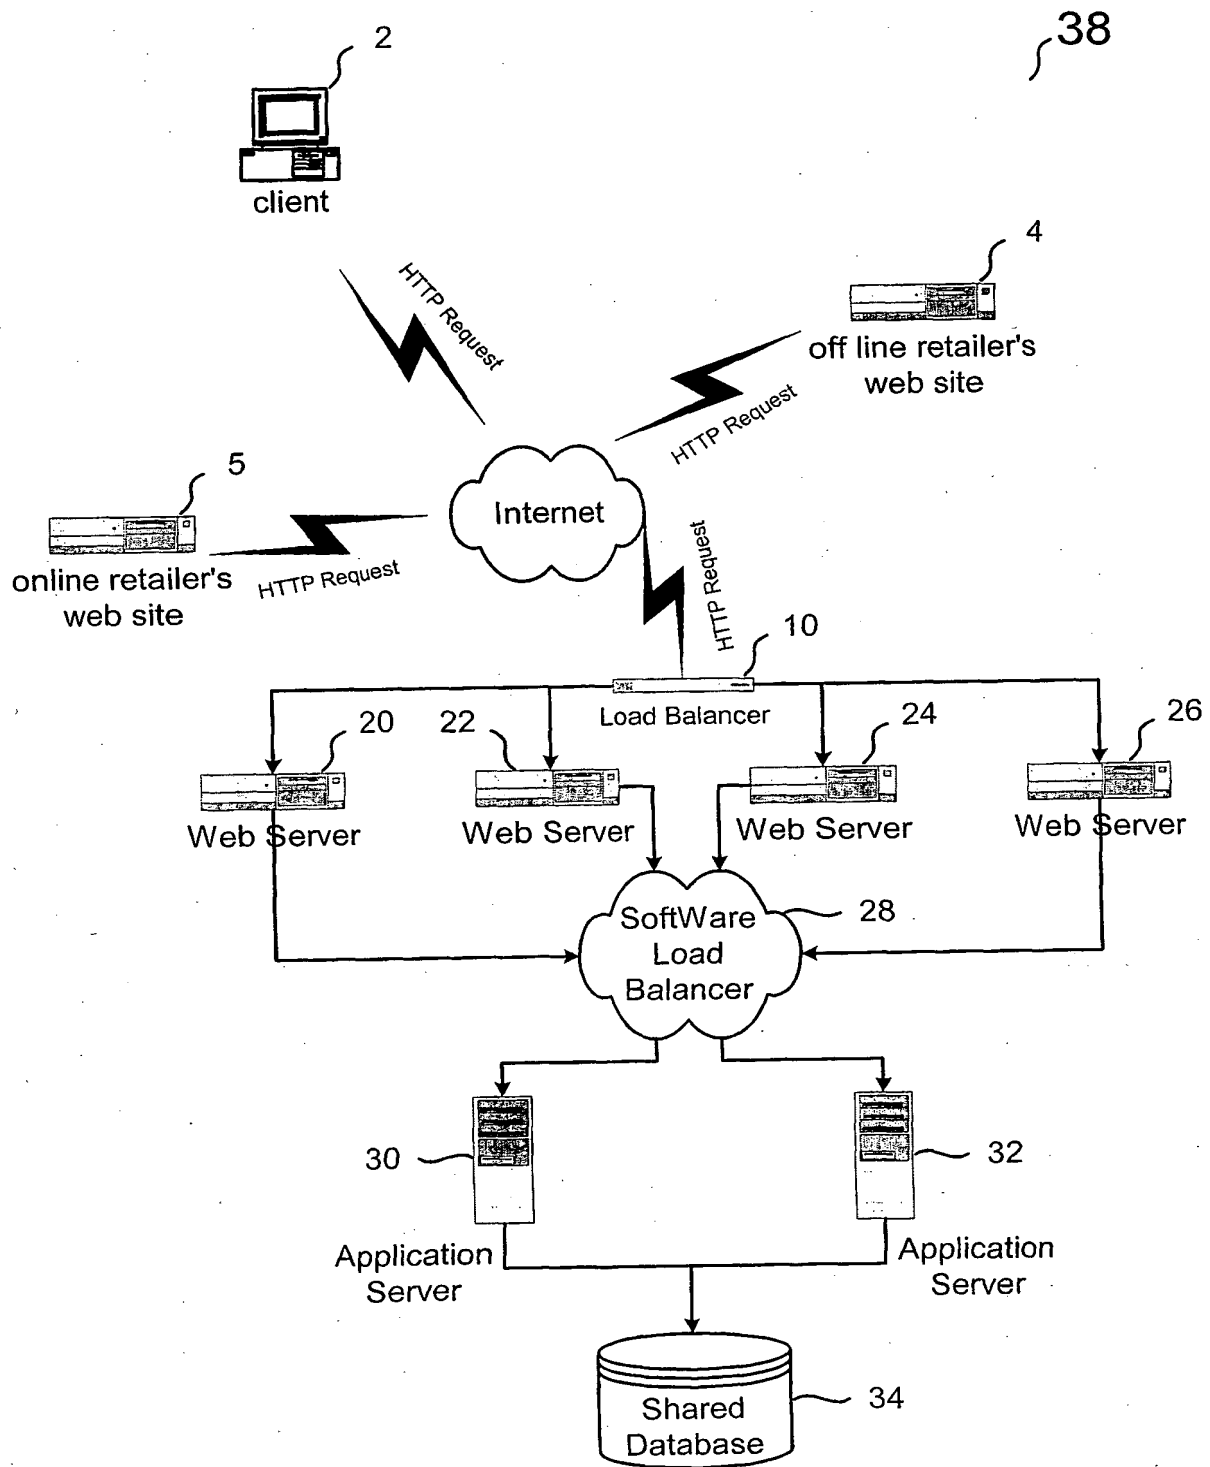 38
2
client
HTTP Request
4
off line retailer's
web site
HTTP Request
5
online retailer's
web site
HTTP Request
Internet
HTTP Request
10
Load Balancer
20
Web Server
22
Web Server
24
Web Server
26
Web Server
SoftWare
Load
Balancer
28
30
Application
Server
32
Application
Server
Shared
Database
34